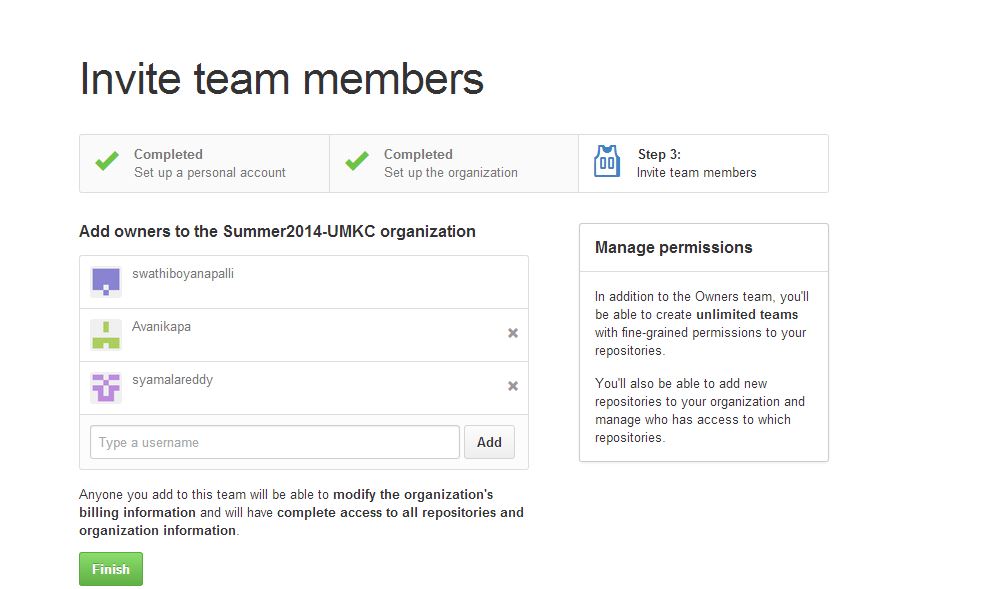 Invite team members
Completed
Set up a personal account
Completed
Set up the organization
Step 3:
Invite team members
Add owners to the Summer2014-UMKC organization
swathiboyanapalli
Avanikapa
syamalareddy
Type a username
Add
Anyone you add to this team will be able to modify the organization's
billing information and will have complete access to all repositories and
organization information.
Finish
Manage permissions
In addition to the Owners team, you'll
be able to create unlimited teams
with fine-grained permissions to your
repositories.
You'll also be able to add new
repositories to your organization and
manage who has access to which
repositories.